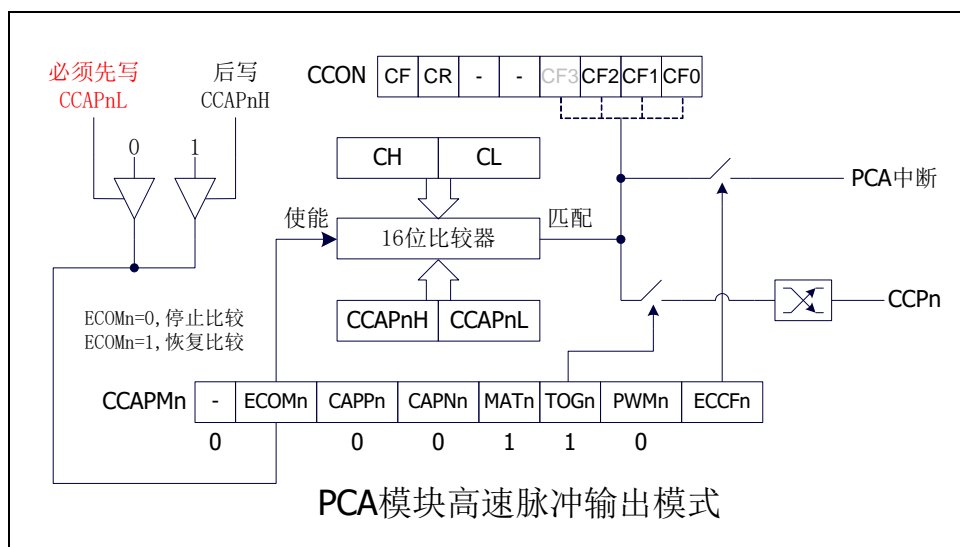 必须先写
CCAPnL
后写
CCAPnH
0
1
CCON
CF
CR
-
-
CF3
CF2
CF1
CF0
CH
CL
使能
16位比较器
匹配
PCA中断
CCAPnH
CCAPnL
CCPn
ECOMn=0,停止比较
ECOMn=1,恢复比较
CCAPMn
-
ECOMn
CAPPn
CAPNn
MATn
TOGn
PWMn
ECCFn
0
0
0
1
1
0
PCA模块高速脉冲输出模式